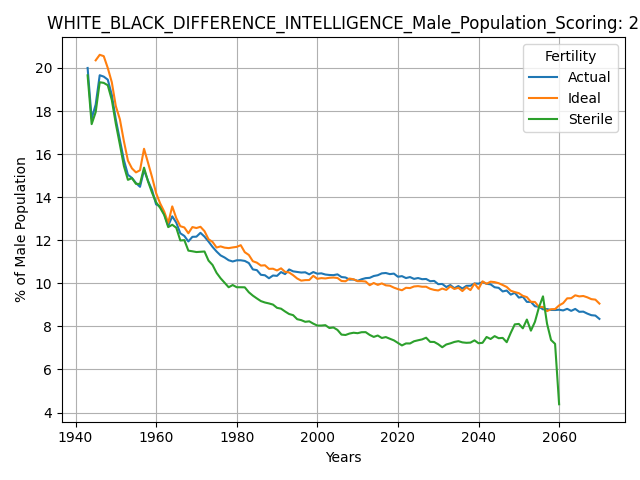 WHITE_BLACK_DIFFERENCE_INTELLIGENCE_Male_Population_Scoring: 2
Fertility
Actual
Ideal
Sterile
% of Male Population
20
18
16
14
12
10
8
6
4
1940 1960 1980 2000 2020 2040 2060
Years